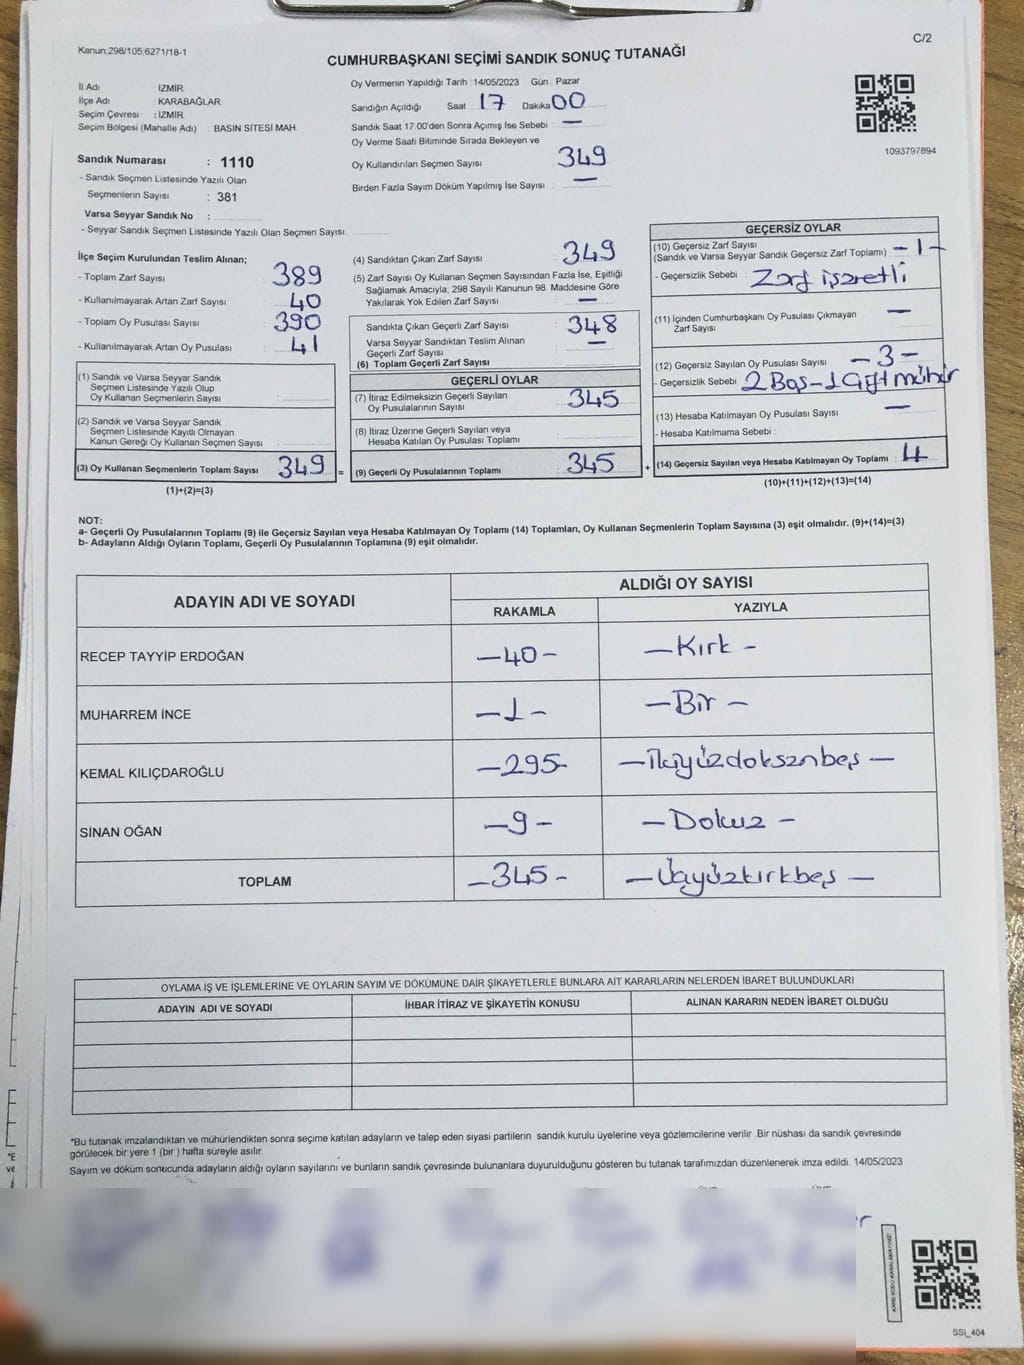 C/2
Kanun:298/105;6271/18-1
CUMHURBAŞKANI SEÇİMİ SANDIK SONUÇ TUTANAĞI
İl Adı : İZMİR
İlçe Adı : KARABAĞLAR
Seçim Çevresi : İZMİR
Seçim Bölgesi (Mahalle Adı) : BASIN SİTESİ MAH.
Sandık Numarası : 1110
- Sandık Seçmen Listesinde Yazılı Olan
Seçmenlerin Sayısı : 381
Varsa Seyyar Sandık No :
- Seyyar Sandık Seçmen Listesinde Yazılı Olan Seçmen Sayısı:
Oy Vermenin Yapıldığı Tarih : 14/05/2023 Gün : Pazar
Sandığın Açıldığı Saat : 17 Dakika 00
Sandık Saat 17:00'den Sonra Açımış İse Sebebi : —
Oy Verme Saati Bitiminde Sırada Bekleyen ve
Oy Kullandırılan Seçmen Sayısı : 349
Birden Fazla Sayım Döküm Yapılmış İse Sayısı : —
1093797894
İlçe Seçim Kurulundan Teslim Alınan;
- Toplam Zarf Sayısı : 389
- Kullanılmayarak Artan Zarf Sayısı : 40
- Toplam Oy Pusulası Sayısı : 390
- Kullanılmayarak Artan Oy Pusulası : 41
(1) Sandık ve Varsa Seyyar Sandık
Seçmen Listesinde Yazılı Olup
Oy Kullanan Seçmenlerin Sayısı :
(2) Sandık ve Varsa Seyyar Sandık
Seçmen Listesinde Kayıtlı Olmayan
Kanun Gereği Oy Kullanan Seçmen Sayısı :
(3) Oy Kullanan Seçmenlerin Toplam Sayısı : 349 =
(1)+(2)=(3)
(4) Sandıktan Çıkan Zarf Sayısı : 349
(5) Zarf Sayısı Oy Kullanan Seçmen Sayısından Fazla İse, Eşitliği
Sağlamak Amacıyla, 298 Sayılı Kanunun 98. Maddesine Göre
Yakılarak Yok Edilen Zarf Sayısı : —
Sandıkta Çıkan Geçerli Zarf Sayısı : 348
Varsa Seyyar Sandıktan Teslim Alınan
Geçerli Zarf Sayısı : —
(6) Toplam Geçerli Zarf Sayısı
GEÇERLİ OYLAR
(7) İtiraz Edilmeksizin Geçerli Sayılan
Oy Pusulalarının Sayısı : 345
(8) İtiraz Üzerine Geçerli Sayılan veya
Hesaba Katılan Oy Pusulası Toplamı :
(9) Geçerli Oy Pusulalarının Toplamı : 345 +
GEÇERSİZ OYLAR
(10) Geçersiz Zarf Sayısı
(Sandık ve Varsa Seyyar Sandık Geçersiz Zarf Toplamı) : -1-
- Geçersizlik Sebebi : Zarf işaretli
(11) İçinden Cumhurbaşkanı Oy Pusulası Çıkmayan
Zarf Sayısı : —
(12) Geçersiz Sayılan Oy Pusulası Sayısı : -3-
- Geçersizlik Sebebi : 2 Boş-1 Çift mühür
(13) Hesaba Katılmayan Oy Pusulası Sayısı : —
- Hesaba Katılmama Sebebi :
(14) Geçersiz Sayılan veya Hesaba Katılmayan Oy Toplamı : 4
(10)+(11)+(12)+(13)=(14)
NOT:
a- Geçerli Oy Pusulalarının Toplamı (9) ile Geçersiz Sayılan veya Hesaba Katılmayan Oy Toplamı (14) Toplamları, Oy Kullanan Seçmenlerin Toplam Sayısına (3) eşit olmalıdır. (9)+(14)=(3)
b- Adayların Aldığı Oyların Toplamı, Geçerli Oy Pusulalarının Toplamına (9) eşit olmalıdır.
ADAYIN ADI VE SOYADI
ALDIĞI OY SAYISI
RAKAMLA YAZIYLA
RECEP TAYYİP ERDOĞAN -40- -Kırk-
MUHARREM İNCE -1- -Bir-
KEMAL KILIÇDAROĞLU -295- -İkiyüzdoksanbeş-
SİNAN OĞAN -9- -Dokuz-
TOPLAM -345- -Üçyüzkırkbeş-
OYLAMA İŞ VE İŞLEMLERİNE VE OYLARIN SAYIM VE DÖKÜMÜNE DAİR ŞİKAYETLERLE BUNLARA AİT KARARLARIN NELERDEN İBARET BULUNDUKLARI
ADAYIN ADI VE SOYADI İHBAR İTİRAZ VE ŞİKAYETİN KONUSU ALINAN KARARIN NEDEN İBARET OLDUĞU
*Bu tutanak imzalandıktan ve mühürlendikten sonra seçime katılan adayların ve talep eden siyasi partilerin sandık kurulu üyelerine veya gözlemcilerine verilir .Bir nüshası da sandık çevresinde
görülecek bir yere 1 (bir ) hafta süreyle asılır.
Sayım ve döküm sonucunda adayların aldığı oyların sayılarını ve bunların sandık çevresinde bulunanlara duyurulduğunu gösteren bu tutanak tarafımızdan düzenlenerek imza edildi. 14/05/2023
SSI_404